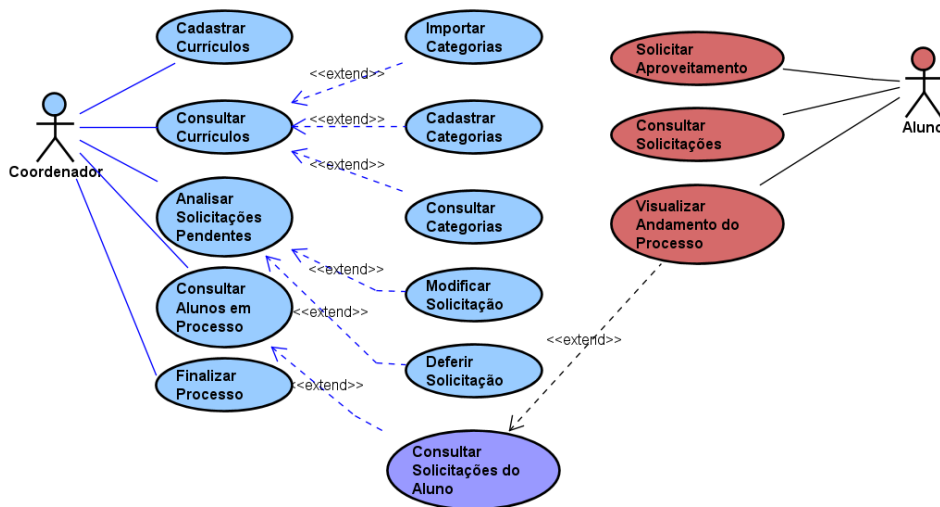 Cadastrar
Currículos
Importar
Categorias
Solicitar
Aproveitamento
<<extend>>
Consultar
Currículos
<<extend>>
Cadastrar
Categorias
Consultar
Solicitações
Aluno
Coordenador
<<extend>>
Analisar
Solicitações
Pendentes
Consultar
Categorias
Visualizar
Andamento do
Processo
<<extend>>
Modificar
Solicitação
Consultar
Alunos em
Processo
<<extend>>
<<extend>>
Deferir
Solicitação
Finalizar
Processo
<<extend>>
Consultar
Solicitações do
Aluno